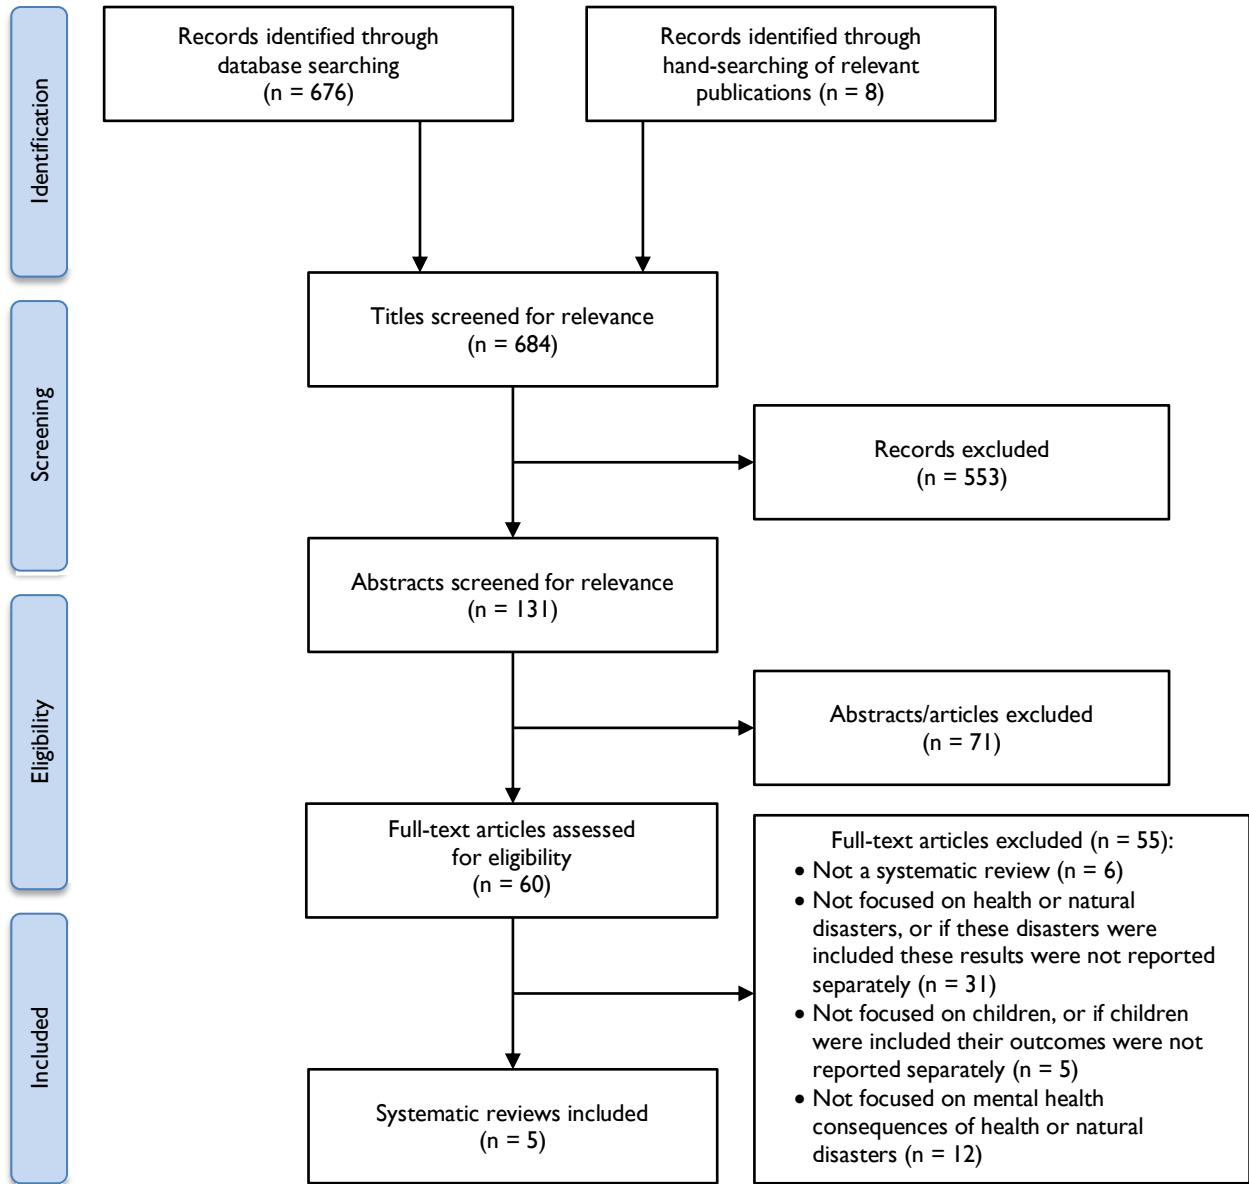 Identification
Records identified through
database searching
(n = 676)
Records identified through
hand-searching of relevant
publications (n = 8)
Titles screened for relevance
(n = 684)
Screening
Records excluded
(n = 553)
Abstracts screened for relevance
(n = 131)
Eligibility
Abstracts/articles excluded
(n = 71)
Full-text articles assessed
for eligibility
(n = 60)
Full-text articles excluded (n = 55):
• Not a systematic review (n = 6)
• Not focused on health or natural
disasters, or if these disasters were
included these results were not reported
separately (n = 31)
• Not focused on children, or if children
were included their outcomes were not
reported separately (n = 5)
• Not focused on mental health
consequences of health or natural
disasters (n = 12)
Included
Systematic reviews included
(n = 5)